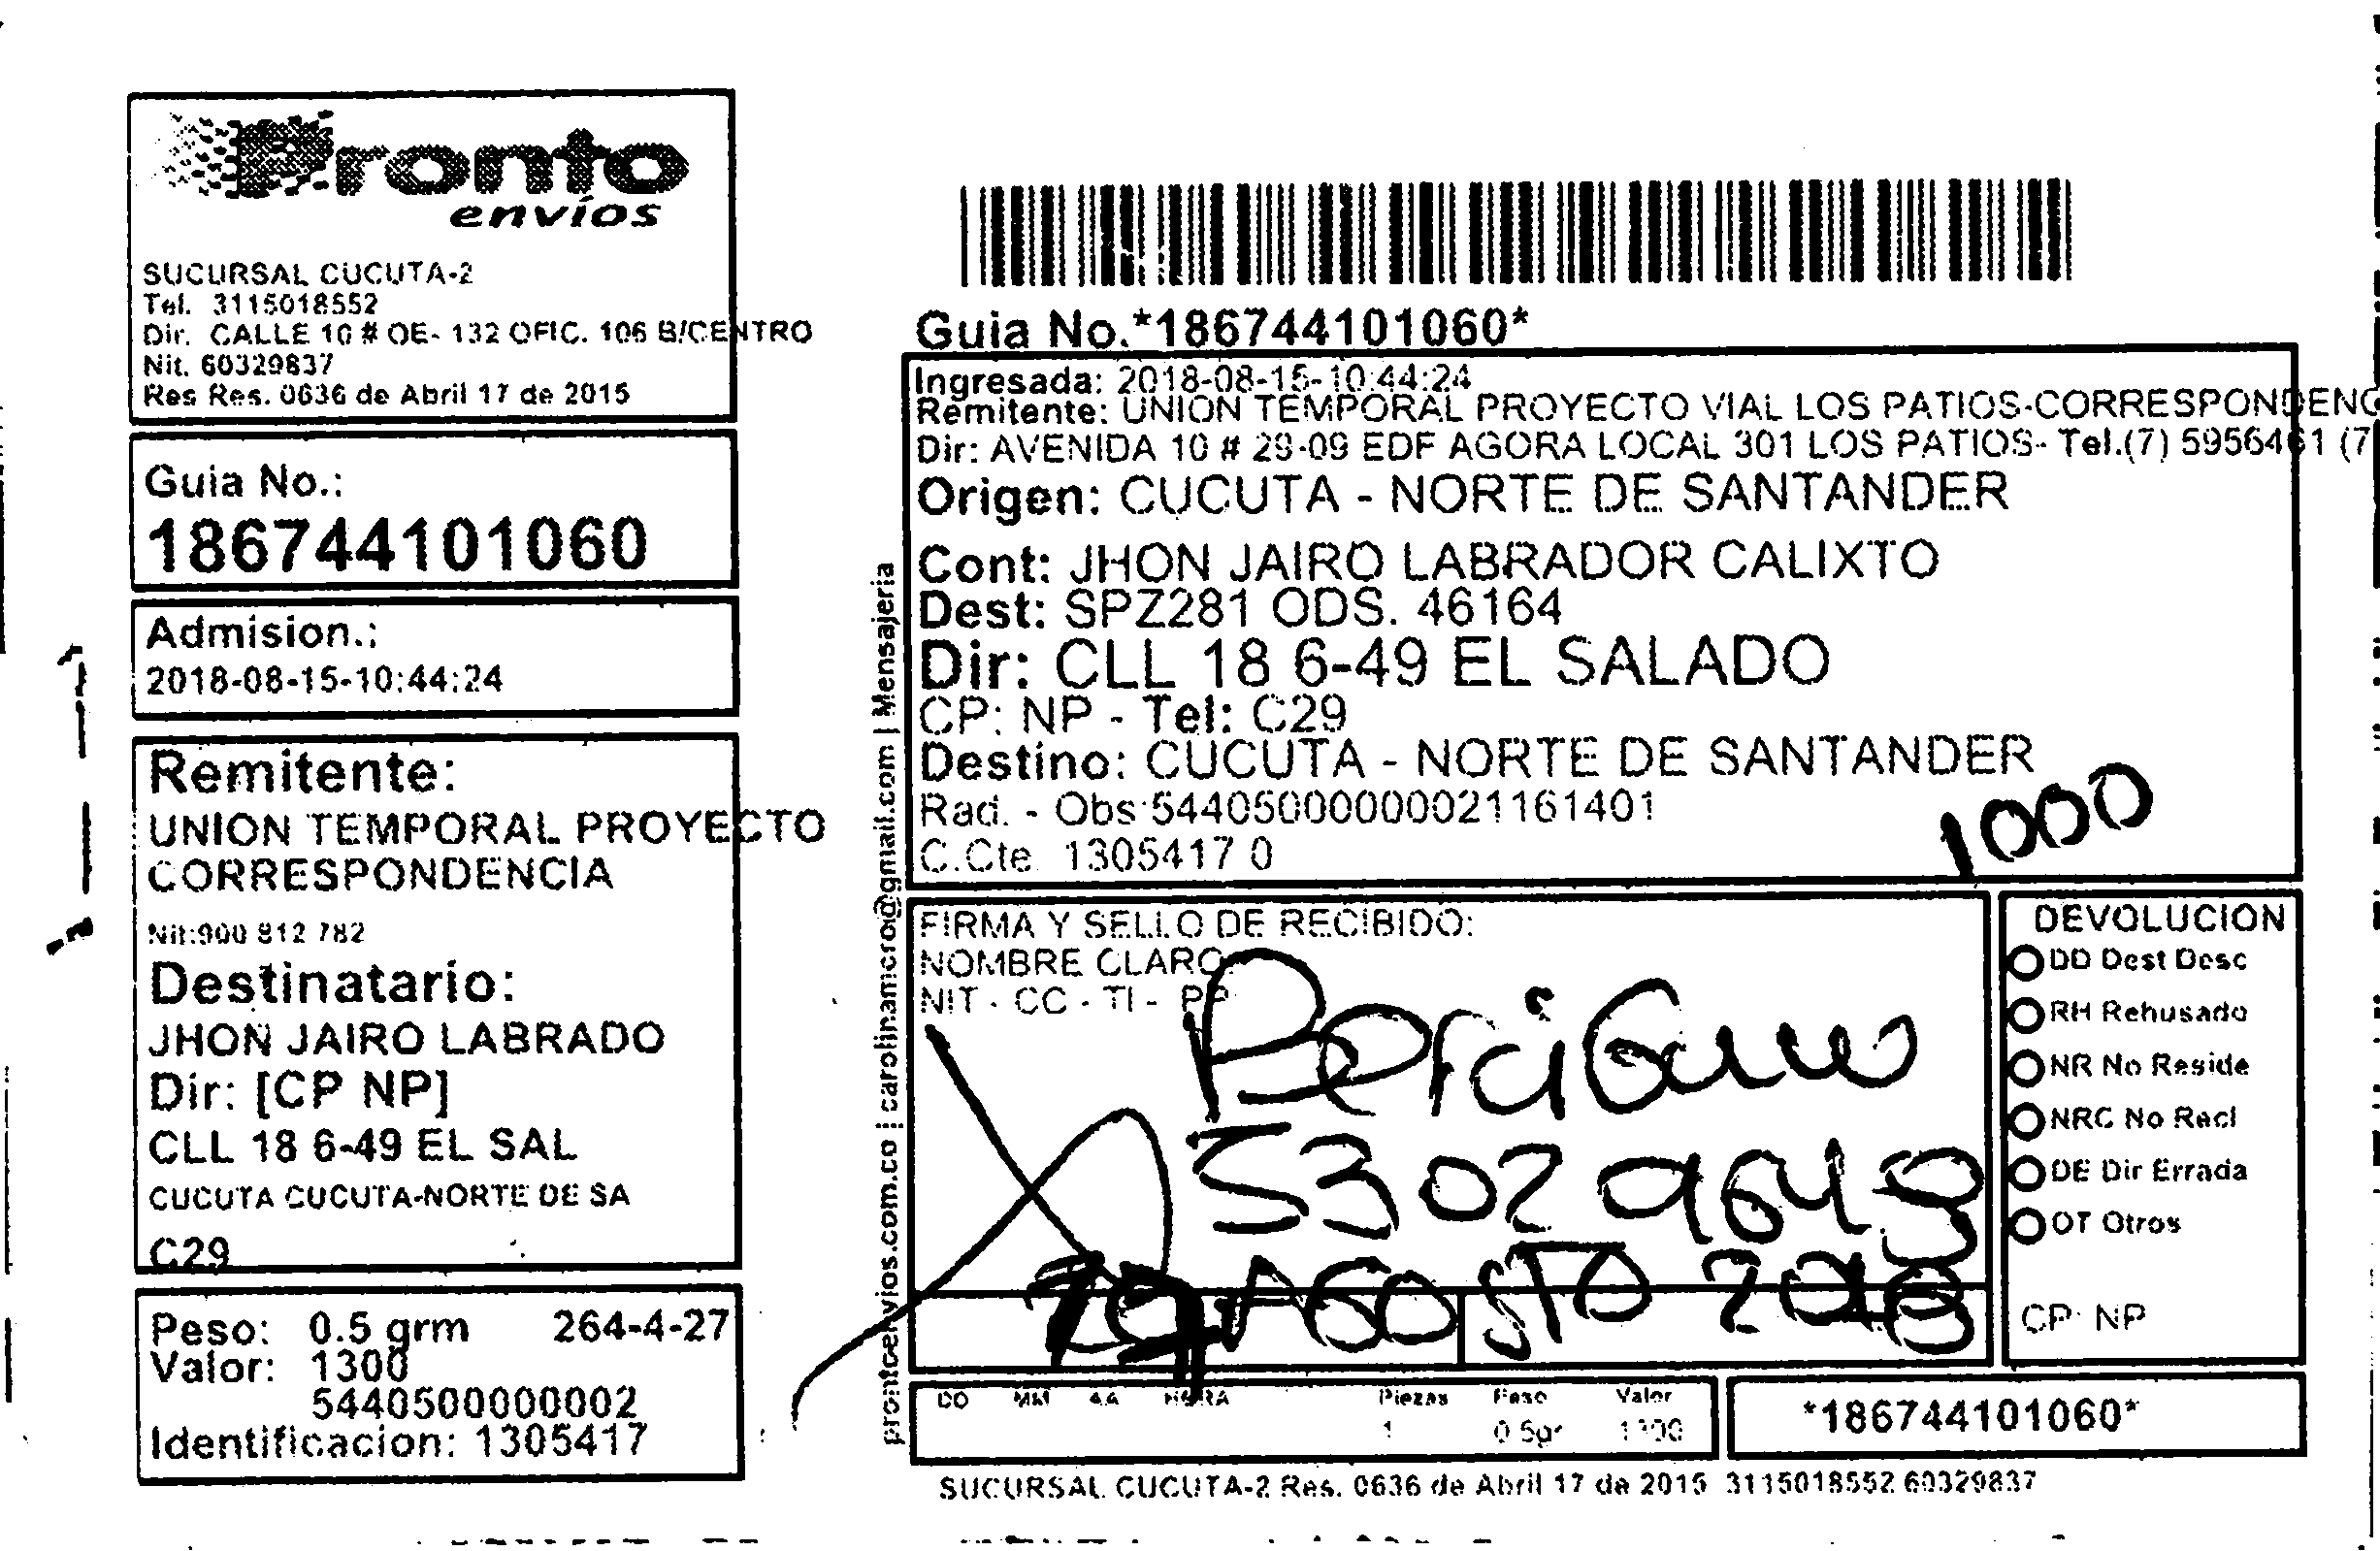 Pronto
envíos
SUCURSAL CUCUTA-2
Tel. 3115018552
Dir. CALLE 10 # OE- 132 OFIC. 106 B/CENTRO
Nit. 60329837
Res Res. 0636 de Abril 17 de 2015
Guia No.:
186744101060
Admision.:
2018-08-15-10:44:24
Remitente:
UNION TEMPORAL PROYECTO
CORRESPONDENCIA
Nit:900 812 782
Destinatario:
JHON JAIRO LABRADO
Dir: [CP NP]
CLL 18 6-49 EL SAL
CUCUTA CUCUTA-NORTE DE SA
C29
Peso: 0.5 grm 264-4-27
Valor: 1300
5440500000002
Identificacion: 1305417
prontoenvios.com.co | carolinamcro@gmail.com | Mensajeria
Guia No.*186744101060*
Ingresada: 2018-08-15-10:44:24
Remitente: UNION TEMPORAL PROYECTO VIAL LOS PATIOS-CORRESPONDENC
Dir: AVENIDA 10 # 29-09 EDF AGORA LOCAL 301 LOS PATIOS- Tel.(7) 5956461 (7
Origen: CUCUTA - NORTE DE SANTANDER
Cont: JHON JAIRO LABRADOR CALIXTO
Dest: SPZ281 ODS. 46164
Dir: CLL 18 6-49 EL SALADO
CP: NP - Tel: C29
Destino: CUCUTA - NORTE DE SANTANDER
Rad. - Obs:544050000000021161401
C.Cte. 1305417 0
1000
FIRMA Y SELLO DE RECIBIDO:
NOMBRE CLARO:
NIT - CC - TI - PP
AGOSTO
DEVOLUCION
DD Dest Desc
RH Rehusado
NR No Reside
NRC No Recl
DE Dir Errada
OT Otros
CP: NP
DD MM AA HORA Piezas Peso Valor
1 0.5gr 1300
*186744101060*
SUCURSAL CUCUTA-2 Res. 0636 de Abril 17 de 2015 3115018552 60329837